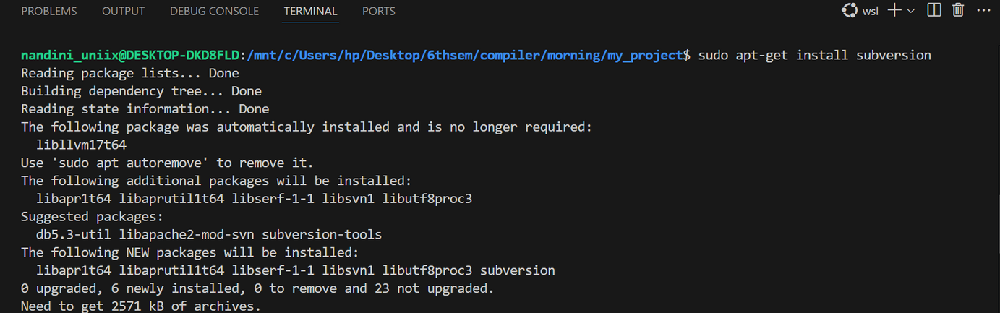 PROBLEMS OUTPUT DEBUG CONSOLE TERMINAL PORTS wsl
nandini_uniix@DESKTOP-DKD8FLD:/mnt/c/Users/hp/Desktop/6thsem/compiler/morning/my_project$ sudo apt-get install subversion
Reading package lists... Done
Building dependency tree... Done
Reading state information... Done
The following package was automatically installed and is no longer required:
  libllvm17t64
Use 'sudo apt autoremove' to remove it.
The following additional packages will be installed:
  libapr1t64 libaprutil1t64 libserf-1-1 libsvn1 libutf8proc3
Suggested packages:
  db5.3-util libapache2-mod-svn subversion-tools
The following NEW packages will be installed:
  libapr1t64 libaprutil1t64 libserf-1-1 libsvn1 libutf8proc3 subversion
0 upgraded, 6 newly installed, 0 to remove and 23 not upgraded.
Need to get 2571 kB of archives.